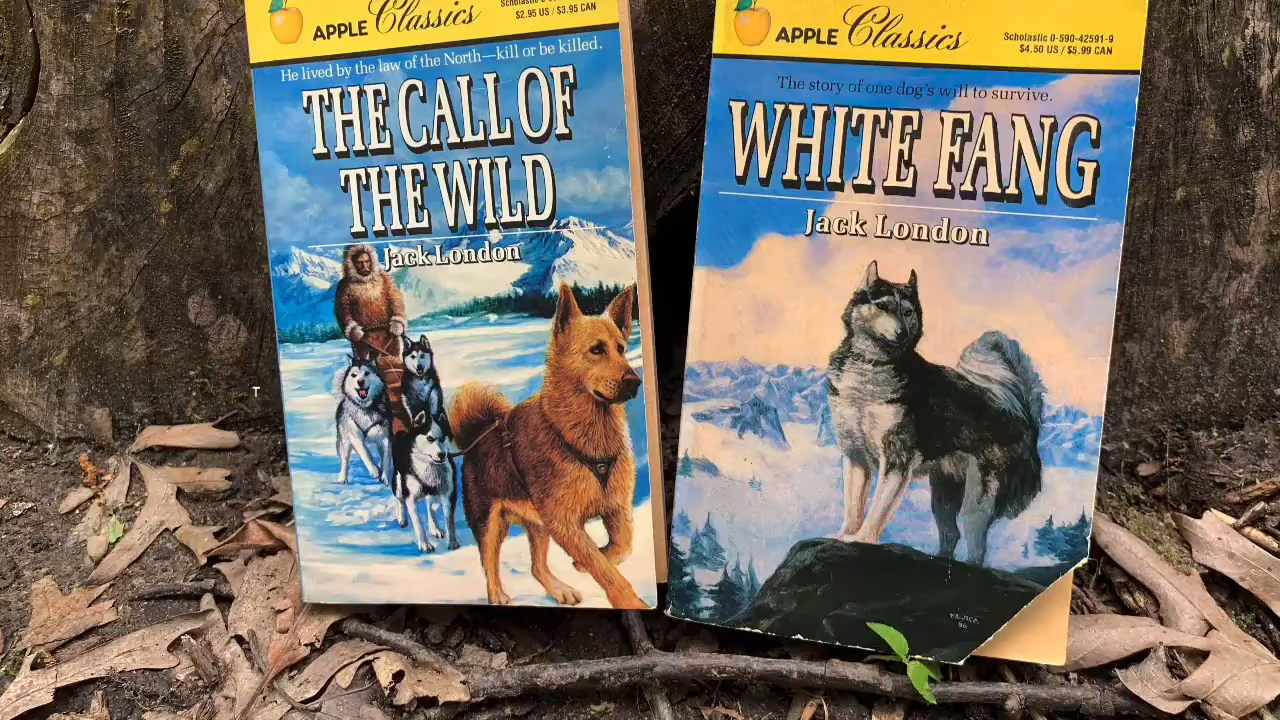 APPLE Classics
$2.95 US / $3.95 CAN
He lived by the law of the North—kill or be killed.
THE CALL OF
THE WILD
Jack London
APPLE Classics
Scholastic 0-590-42591-9
$4.50 US / $5.99 CAN
The story of one dog's will to survive.
WHITE FANG
Jack London
T